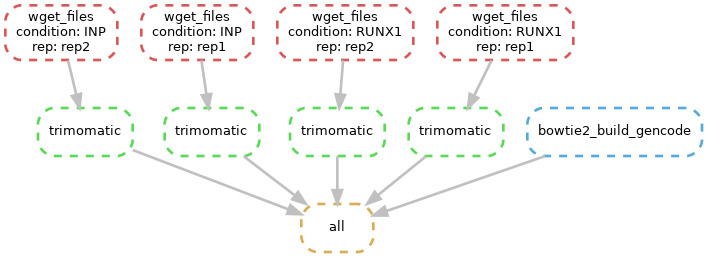 wget_files
condition: INP
rep: rep2
wget_files
condition: INP
rep: rep1
wget_files
condition: RUNX1
rep: rep2
wget_files
condition: RUNX1
rep: rep1
trimomatic
trimomatic
trimomatic
trimomatic
bowtie2_build_gencode
all